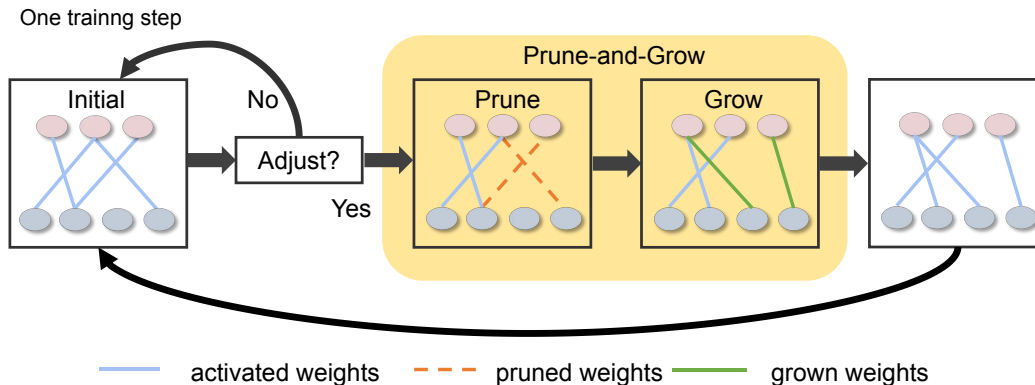 One trainng step
Prune-and-Grow
Initial
No
Adjust?
Yes
Prune
Grow
activated weights
pruned weights
grown weights